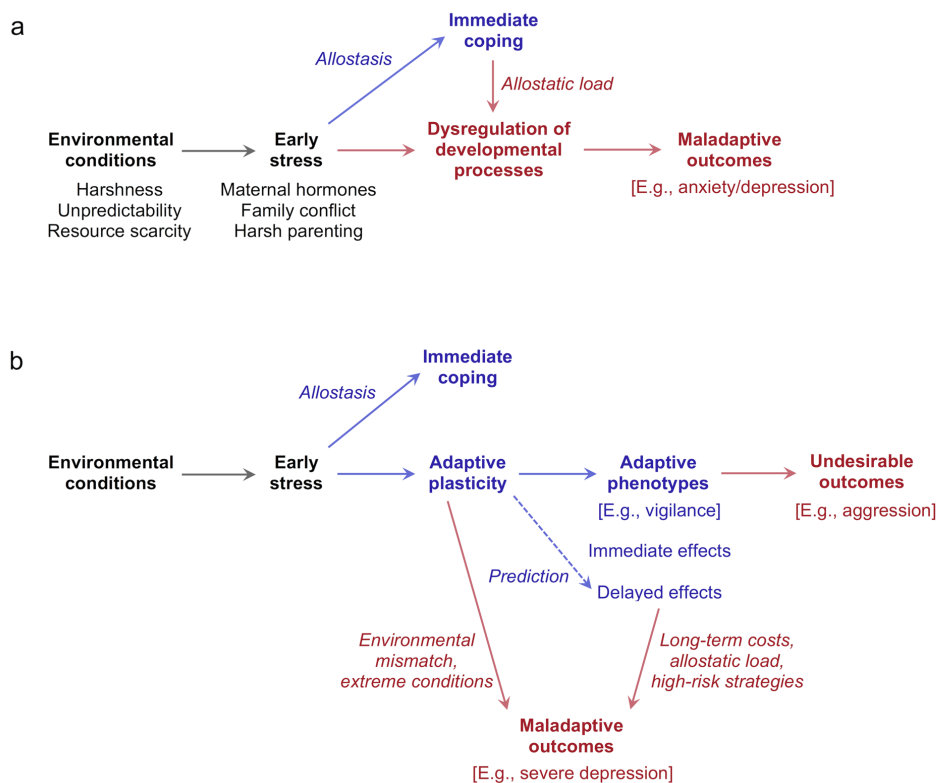 a
Immediate
coping
Allostasis
Allostatic load
Environmental
conditions
Harshness
Unpredictability
Resource scarcity
Early
stress
Maternal hormones
Family conflict
Harsh parenting
Dysregulation of
developmental
processes
Maladaptive
outcomes
[E.g., anxiety/depression]
b
Immediate
coping
Allostasis
Environmental
conditions
Early
stress
Adaptive
plasticity
Adaptive
phenotypes
[E.g., vigilance]
Undesirable
outcomes
[E.g., aggression]
Immediate effects
Prediction
Delayed effects
Environmental
mismatch,
extreme conditions
Long-term costs,
allostatic load,
high-risk strategies
Maladaptive
outcomes
[E.g., severe depression]